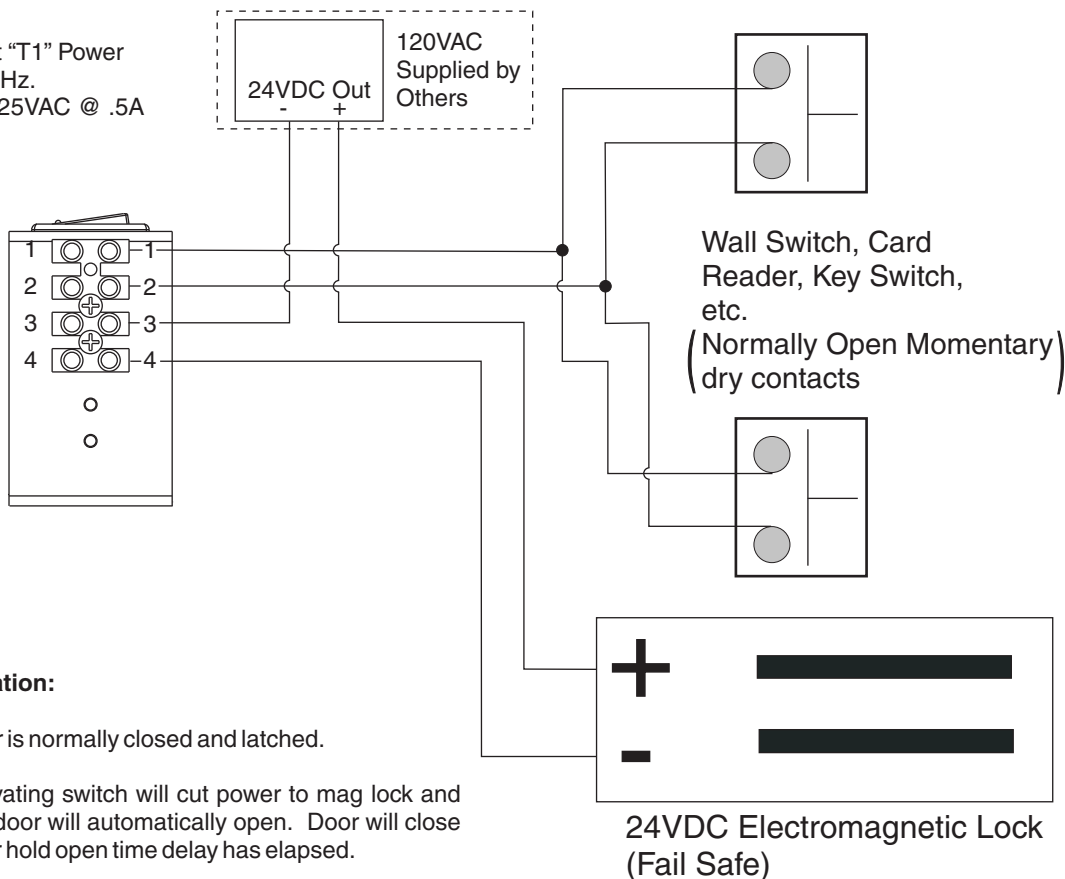 “T1” Power
Hz.
25VAC @ .5A
24VDC Out
- +
120VAC
Supplied by
Others
1 1
2 2
3 3
4 4
Wall Switch, Card
Reader, Key Switch,
etc.
(Normally Open Momentary
dry contacts)
+
-
24VDC Electromagnetic Lock
(Fail Safe)
ation:
r is normally closed and latched.
vating switch will cut power to mag lock and
door will automatically open. Door will close
r hold open time delay has elapsed.